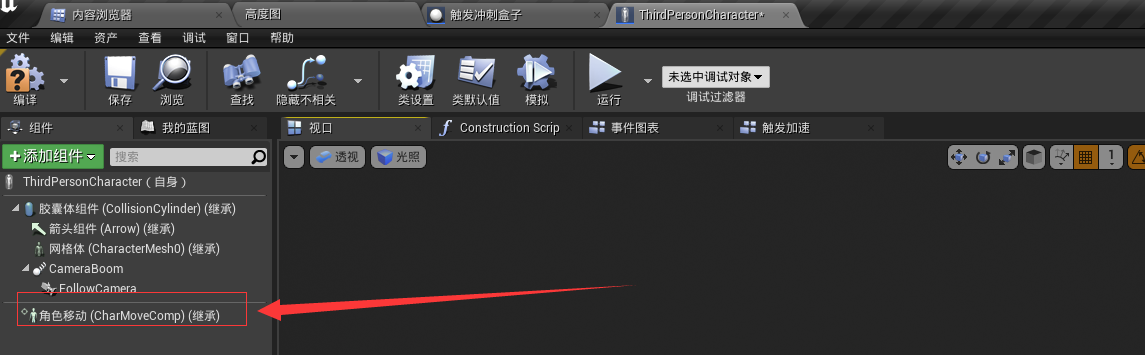 内容浏览器
高度图
触发冲刺盒子
ThirdPersonCharacter*
文件 编辑 资产 查看 调试 窗口 帮助
编译 保存 浏览 查找 隐藏不相关 类设置 类默认值 模拟 运行
未选中调试对象
调试过滤器
组件 我的蓝图
视口 Construction Scrip 事件图表 触发加速
添加组件 搜索
透视 光照
ThirdPersonCharacter（自身）
胶囊体组件 (CollisionCylinder) (继承)
箭头组件 (Arrow) (继承)
网格体 (CharacterMesh0) (继承)
CameraBoom
FollowCamera
角色移动 (CharMoveComp) (继承)